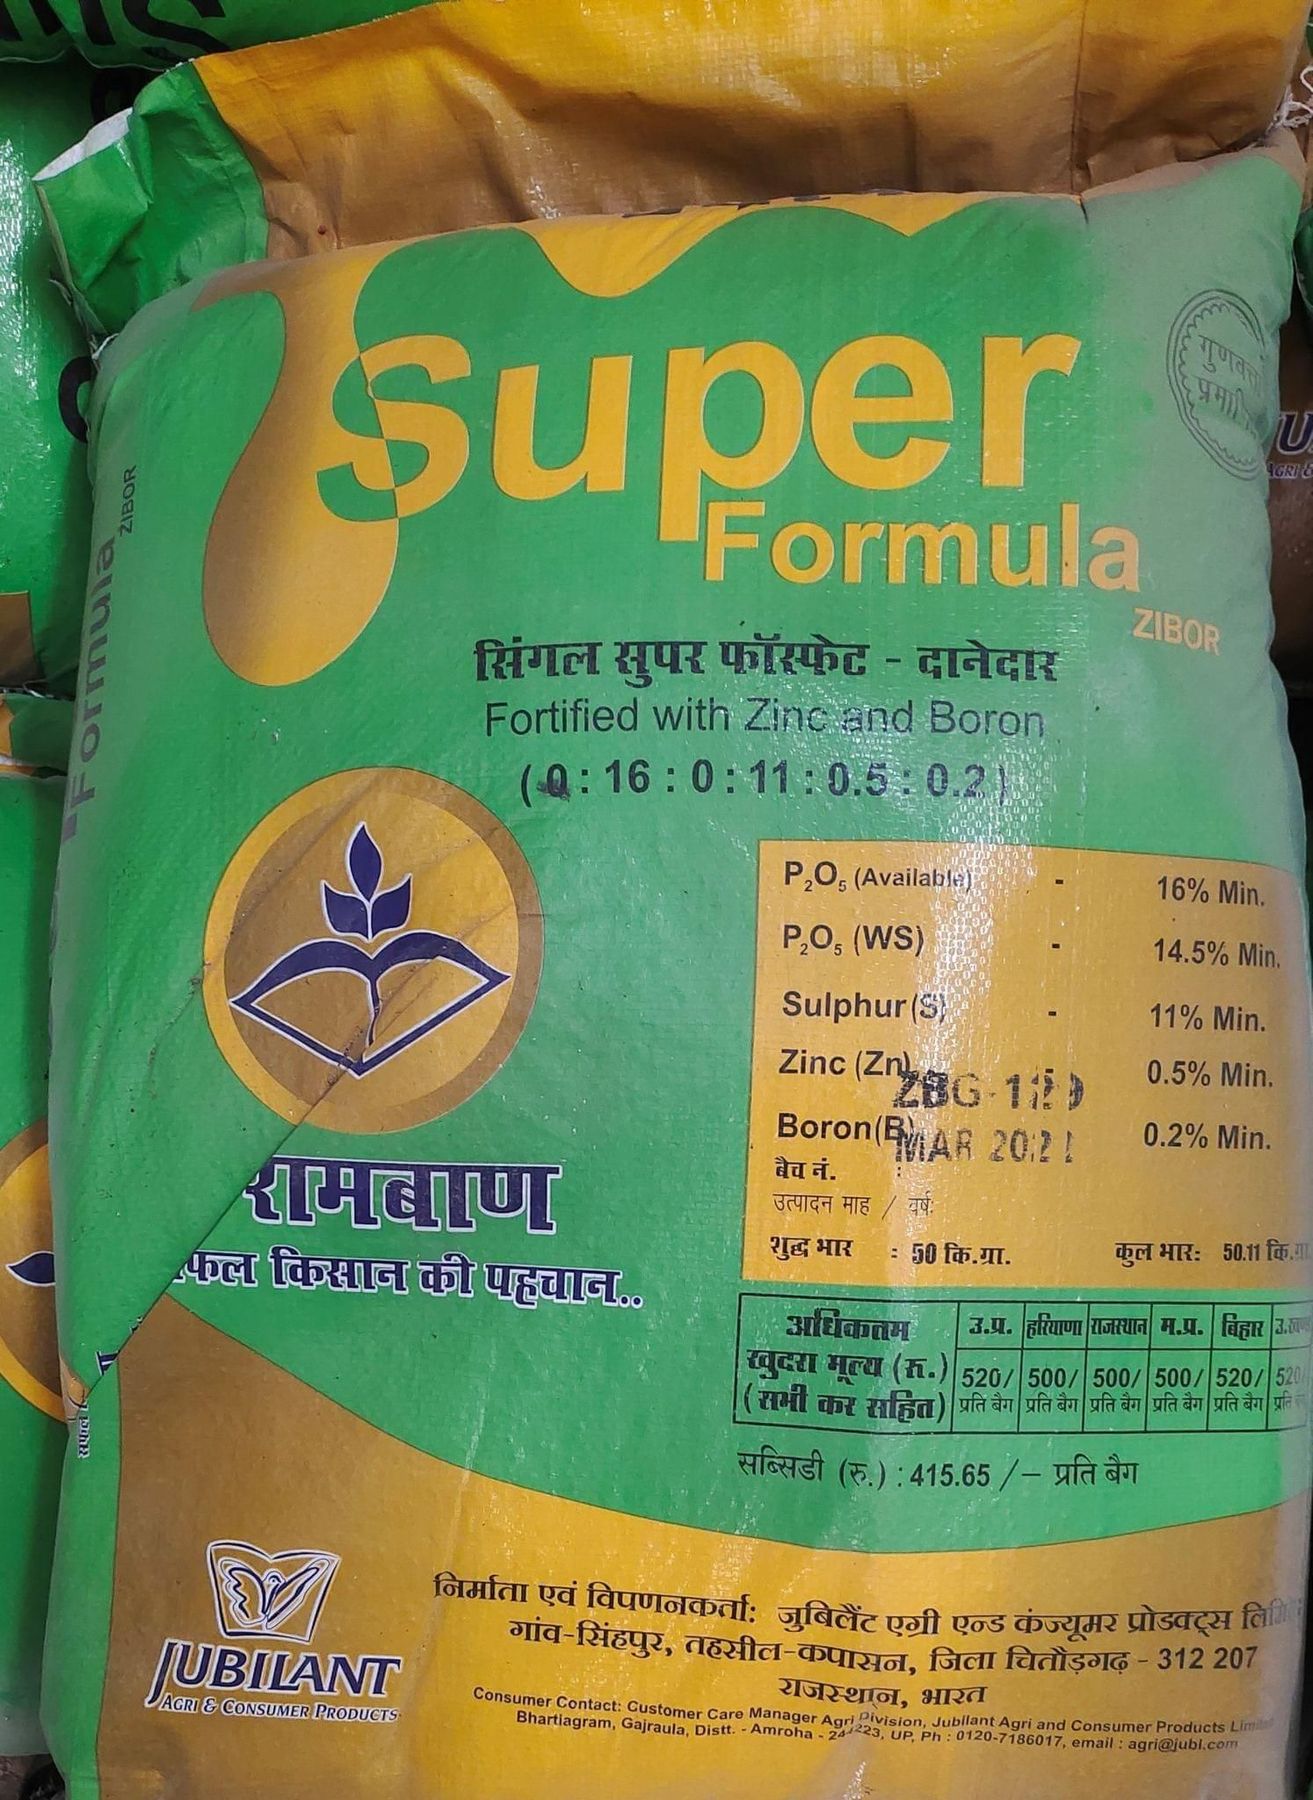 Super
Formula
ZIBOR
Formula ZIBOR
सिंगल सुपर फॉस्फेट - दानेदार
Fortified with Zinc and Boron
( 0 : 16 : 0 : 11 : 0.5 : 0.2 )
P₂O₅ (Available) - 16% Min.
P₂O₅ (WS) - 14.5% Min.
Sulphur (S) - 11% Min.
Zinc (Zn) 0.5% Min.
Boron (B) 0.2% Min.
MAR 2021
बैच नं. :
उत्पादन माह / वर्ष:
शुद्ध भार : 50 कि.ग्रा. कुल भार: 50.11 कि.ग्रा
रामबाण
किसान की पहचान..
अधिकतम खुदरा मूल्य (रू.) (सभी कर सहित)
उ.प्र. हरियाणा राजस्थान म.प्र. बिहार
520/ 500/ 500/ 500/ 520/ 520
प्रति बैग प्रति बैग प्रति बैग प्रति बैग प्रति बैग प्रति
सब्सिडी (रु.) : 415.65 /– प्रति बैग
JUBILANT
AGRI & CONSUMER PRODUCTS
निर्माता एवं विपणनकर्ता: जुबिलैंट एग्री एन्ड कंज्यूमर प्रोडक्ट्स
गांव-सिंहपुर, तहसील-कपासन, जिला चितौड़गढ़ - 312 207
राजस्थान, भारत
Consumer Contact: Customer Care Manager Agri Division, Jubilant Agri and Consumer Products
Bhartiagram, Gajraula, Distt. - Amroha - UP, Ph : 0120-7186017, email : agri@jubl.com